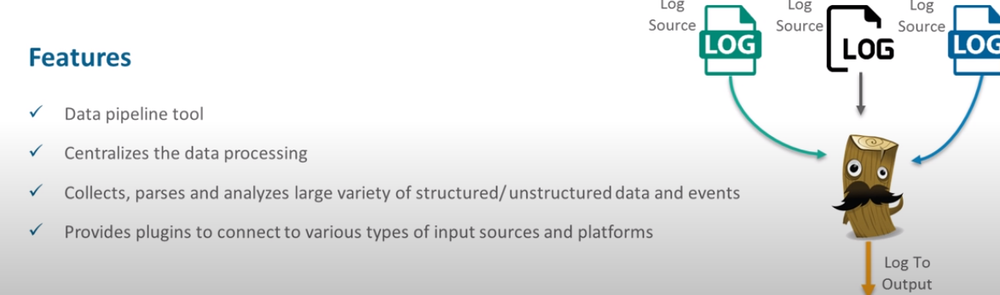 Features
Data pipeline tool
Centralizes the data processing
Collects, parses and analyzes large variety of structured/unstructured data and events
Provides plugins to connect to various types of input sources and platforms
Log
Source
LOG
Log
Source
LOG
Log
Source
LOG
Log To
Output